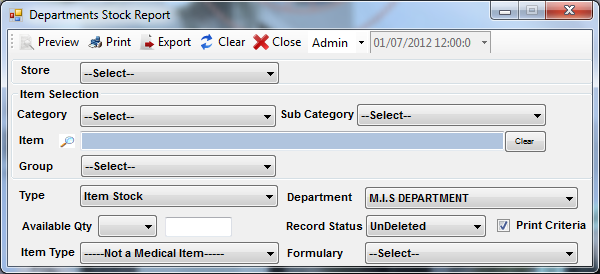 Departments Stock Report
Preview Print Export Clear Close Admin 01/07/2012 12:00:0
Store --Select--
Item Selection
Category --Select-- Sub Category --Select--
Item Clear
Group --Select--
Type Item Stock Department M.I.S DEPARTMENT
Available Qty Record Status UnDeleted Print Criteria
Item Type -----Not a Medical Item----- Formulary --Select--